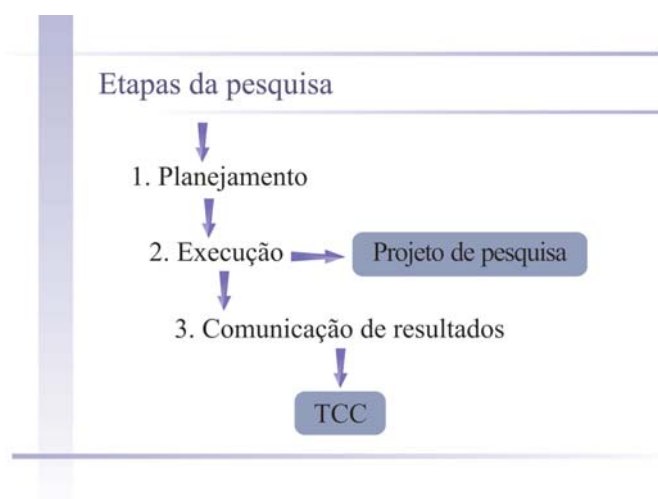 Etapas da pesquisa
1. Planejamento
2. Execução
Projeto de pesquisa
3. Comunicação de resultados
TCC